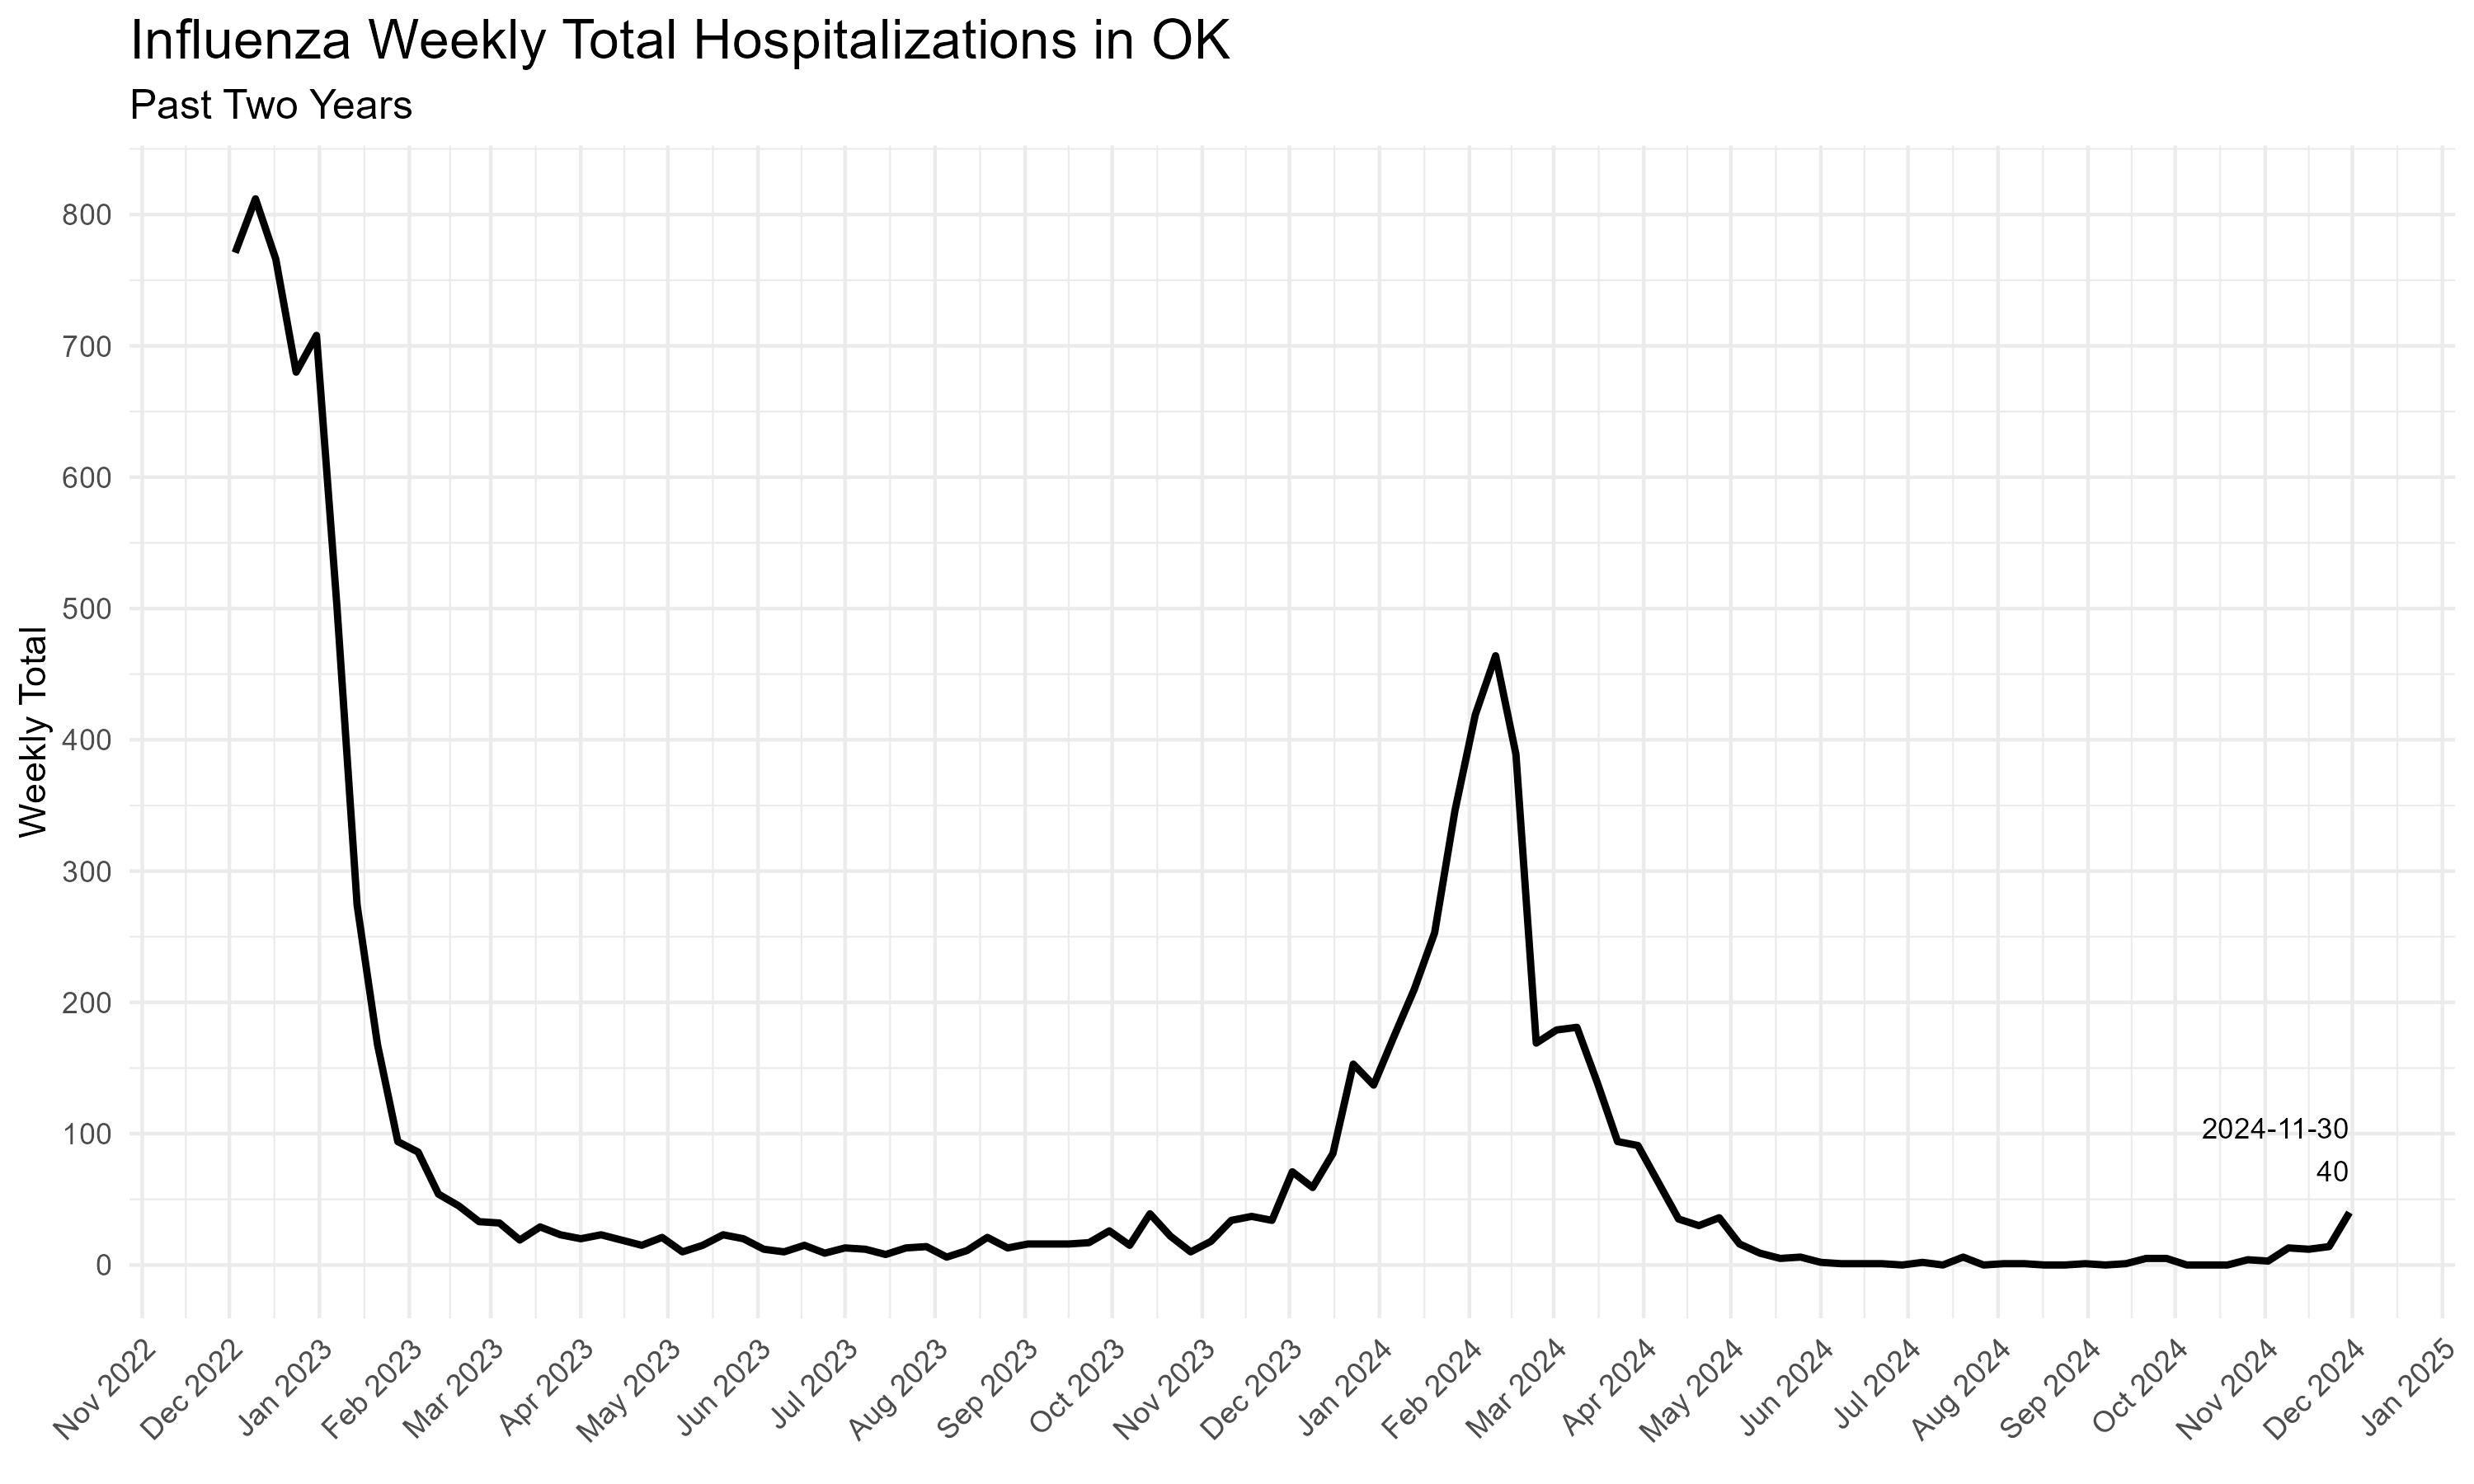 Influenza Weekly Total Hospitalizations in OK
Past Two Years
Weekly Total
800
700
600
500
400
300
200
100
0
2024-11-30
40
Nov 2022
Dec 2022
Jan 2023
Feb 2023
Mar 2023
Apr 2023
May 2023
Jun 2023
Jul 2023
Aug 2023
Sep 2023
Oct 2023
Nov 2023
Dec 2023
Jan 2024
Feb 2024
Mar 2024
Apr 2024
May 2024
Jun 2024
Jul 2024
Aug 2024
Sep 2024
Oct 2024
Nov 2024
Dec 2024
Jan 2025